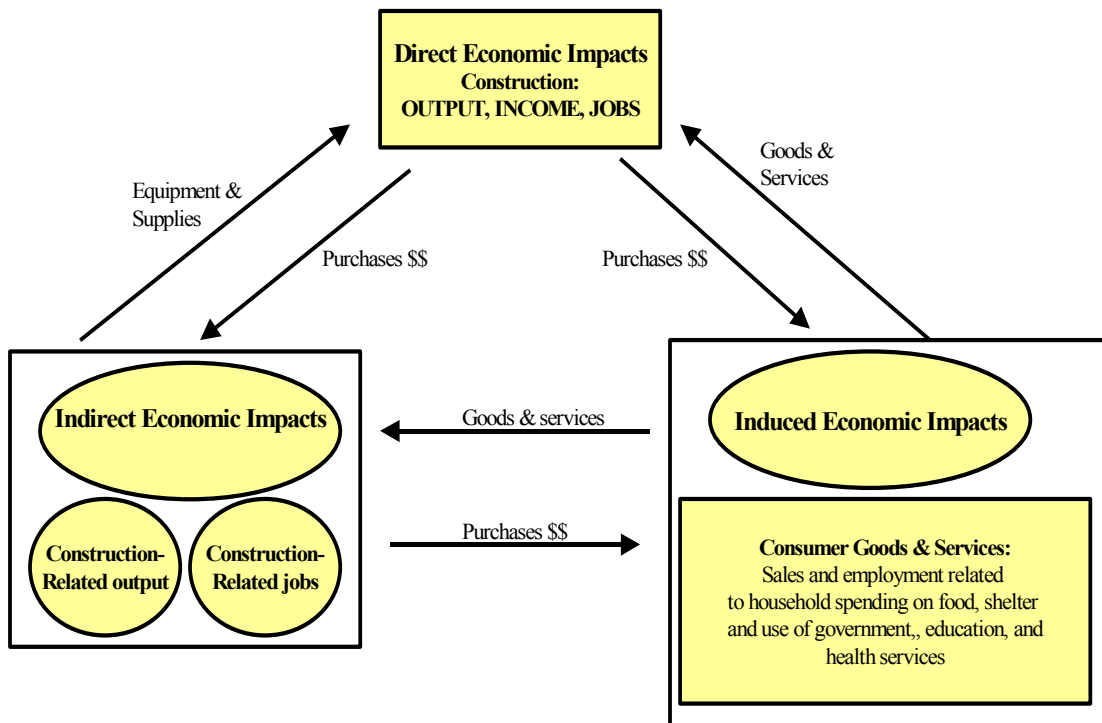 Direct Economic Impacts
Construction:
OUTPUT, INCOME, JOBS
Equipment &
Supplies
Purchases $$
Purchases $$
Goods &
Services
Indirect Economic Impacts
Construction-
Related output
Construction-
Related jobs
Goods & services
Purchases $$
Induced Economic Impacts
Consumer Goods & Services:
Sales and employment related
to household spending on food, shelter
and use of government,, education, and
health services